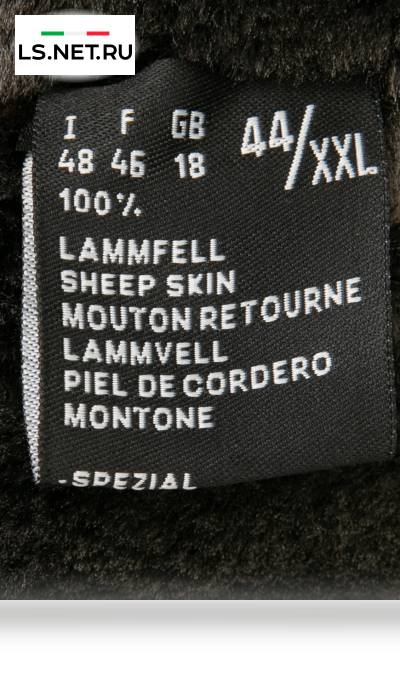 LS.NET.RU
I F GB 44/XXL
48 46 18
100%
LAMMFELL
SHEEP SKIN
MOUTON RETOURNE
LAMMVELL
PIEL DE CORDERO
MONTONE
-SPEZIAL